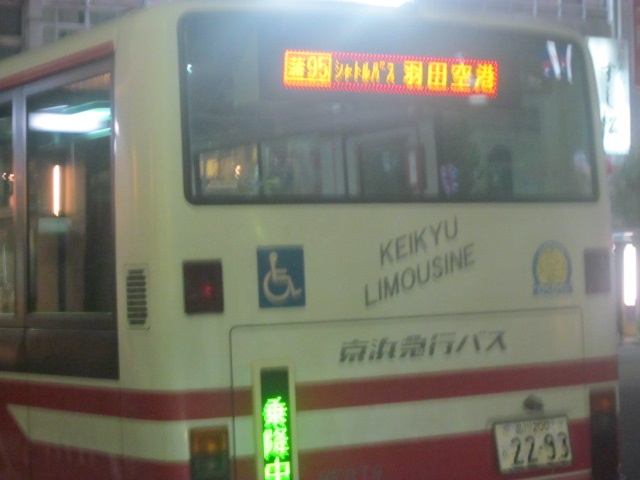 蒲95 シャトルバス 羽田空港
KEIKYU
LIMOUSINE
京浜急行バス
乗降中
200
22-93